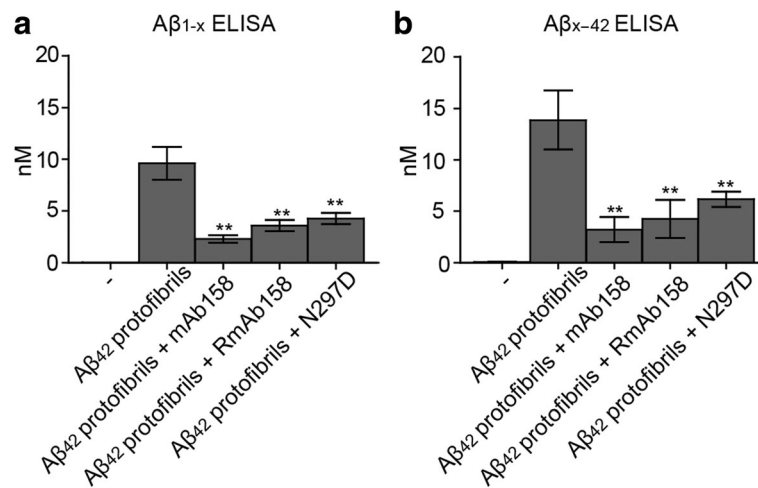 a
Aβ1-x ELISA
nM
20
15
10
5
0
**
**
**
-
Aβ42 protofibrils
Aβ42 protofibrils + mAb158
Aβ42 protofibrils + RmAb158
Aβ42 protofibrils + N297D
b
Aβx–42 ELISA
nM
20
15
10
5
0
**
**
**
-
Aβ42 protofibrils
Aβ42 protofibrils + mAb158
Aβ42 protofibrils + RmAb158
Aβ42 protofibrils + N297D